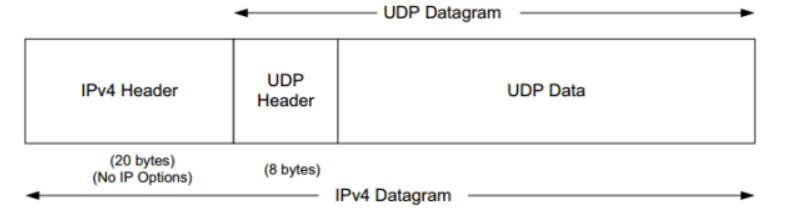 UDP Datagram
IPv4 Header
UDP
Header
UDP Data
(20 bytes)
(No IP Options)
(8 bytes)
IPv4 Datagram